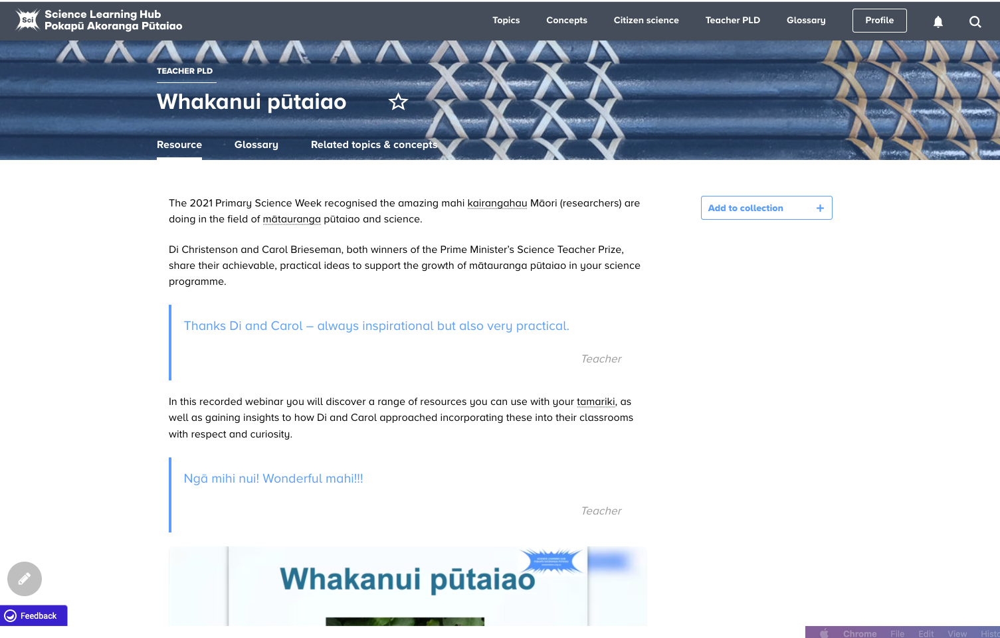 Sci
Science Learning Hub
Pokapū Akoranga Pūtaiao
Topics
Concepts
Citizen science
Teacher PLD
Glossary
Profile
TEACHER PLD
Whakanui pūtaiao
Resource
Glossary
Related topics & concepts
The 2021 Primary Science Week recognised the amazing mahi kairangahau Māori (researchers) are
doing in the field of mātauranga pūtaiao and science.
Add to collection +
Di Christenson and Carol Brieseman, both winners of the Prime Minister’s Science Teacher Prize,
share their achievable, practical ideas to support the growth of mātauranga pūtaiao in your science
programme.
Thanks Di and Carol – always inspirational but also very practical.
Teacher
In this recorded webinar you will discover a range of resources you can use with your tamariki, as
well as gaining insights to how Di and Carol approached incorporating these into their classrooms
with respect and curiosity.
Ngā mihi nui! Wonderful mahi!!!
Teacher
SCIENCE LEARNING HUB
POKAPŪ AKORANGA PŪTAIAO
Whakanui pūtaiao
Feedback
Chrome File Edit View Histo